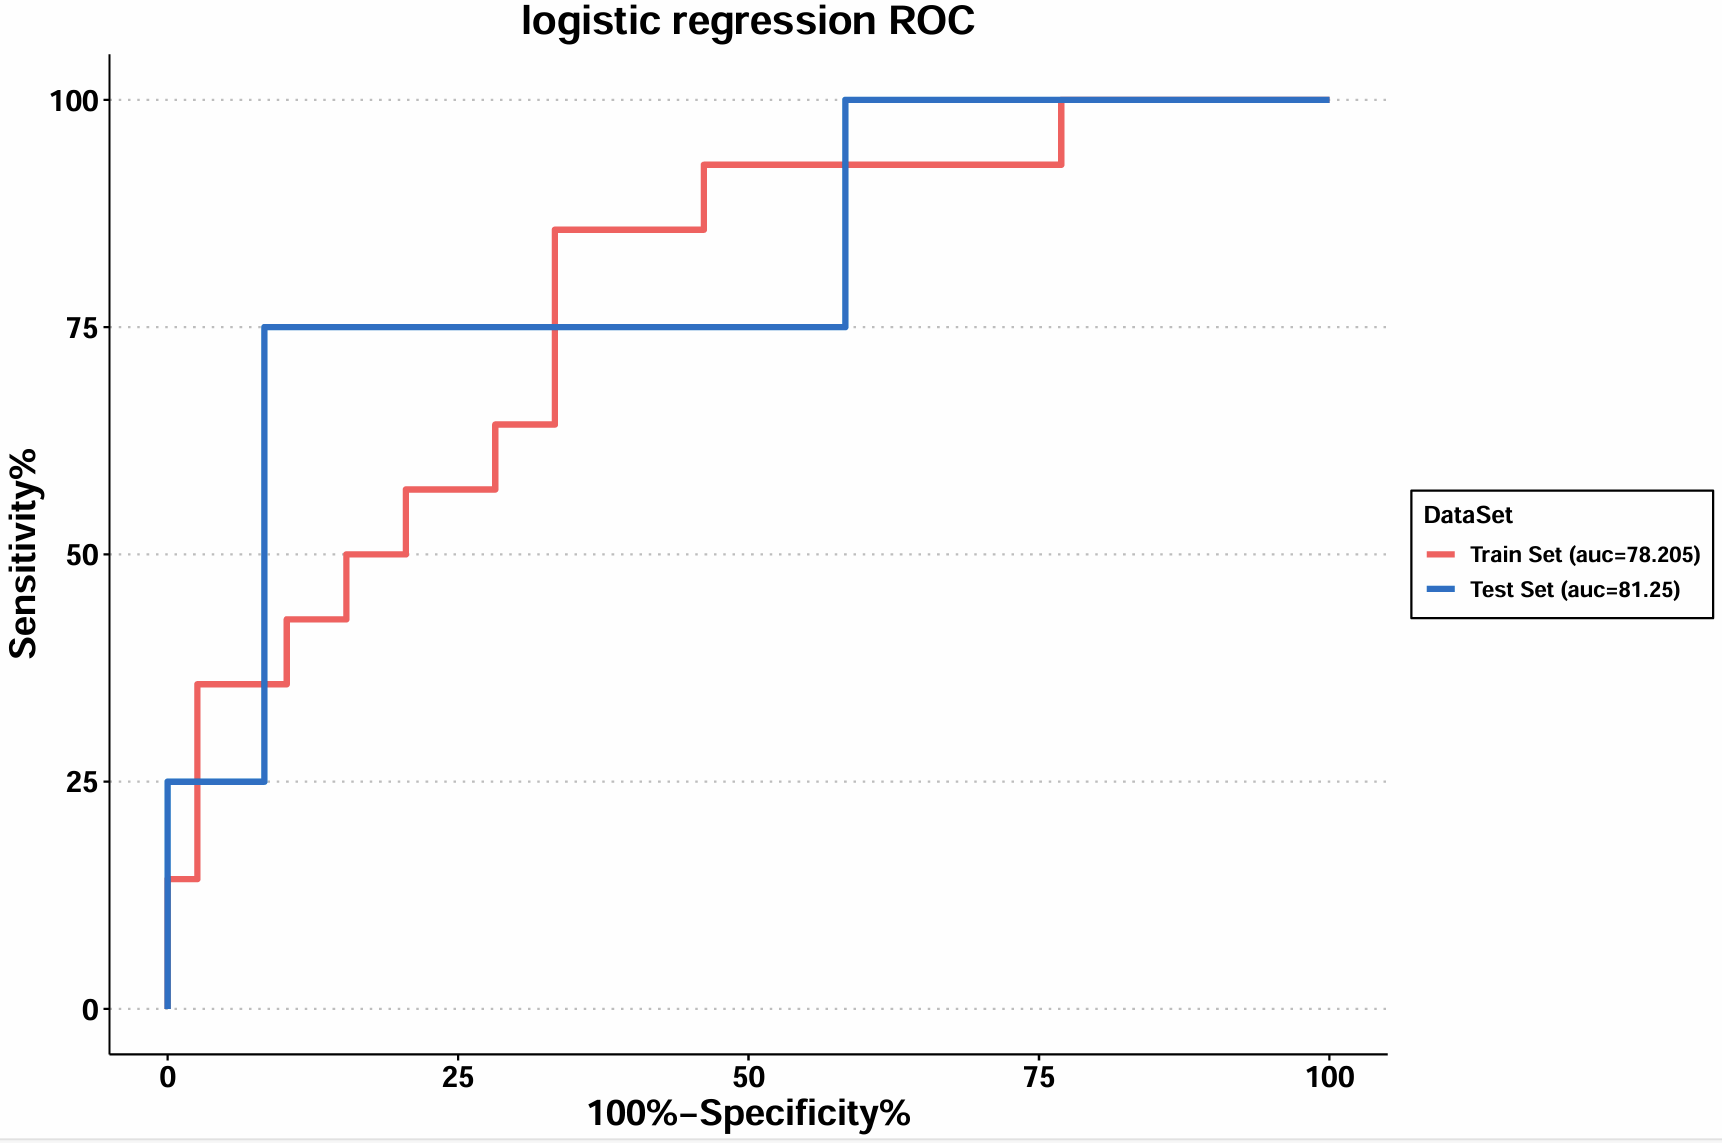 logistic regression ROC
100
75
50
25
0
Sensitivity%
0 25 50 75 100
100%−Specificity%
DataSet
Train Set (auc=78.205)
Test Set (auc=81.25)